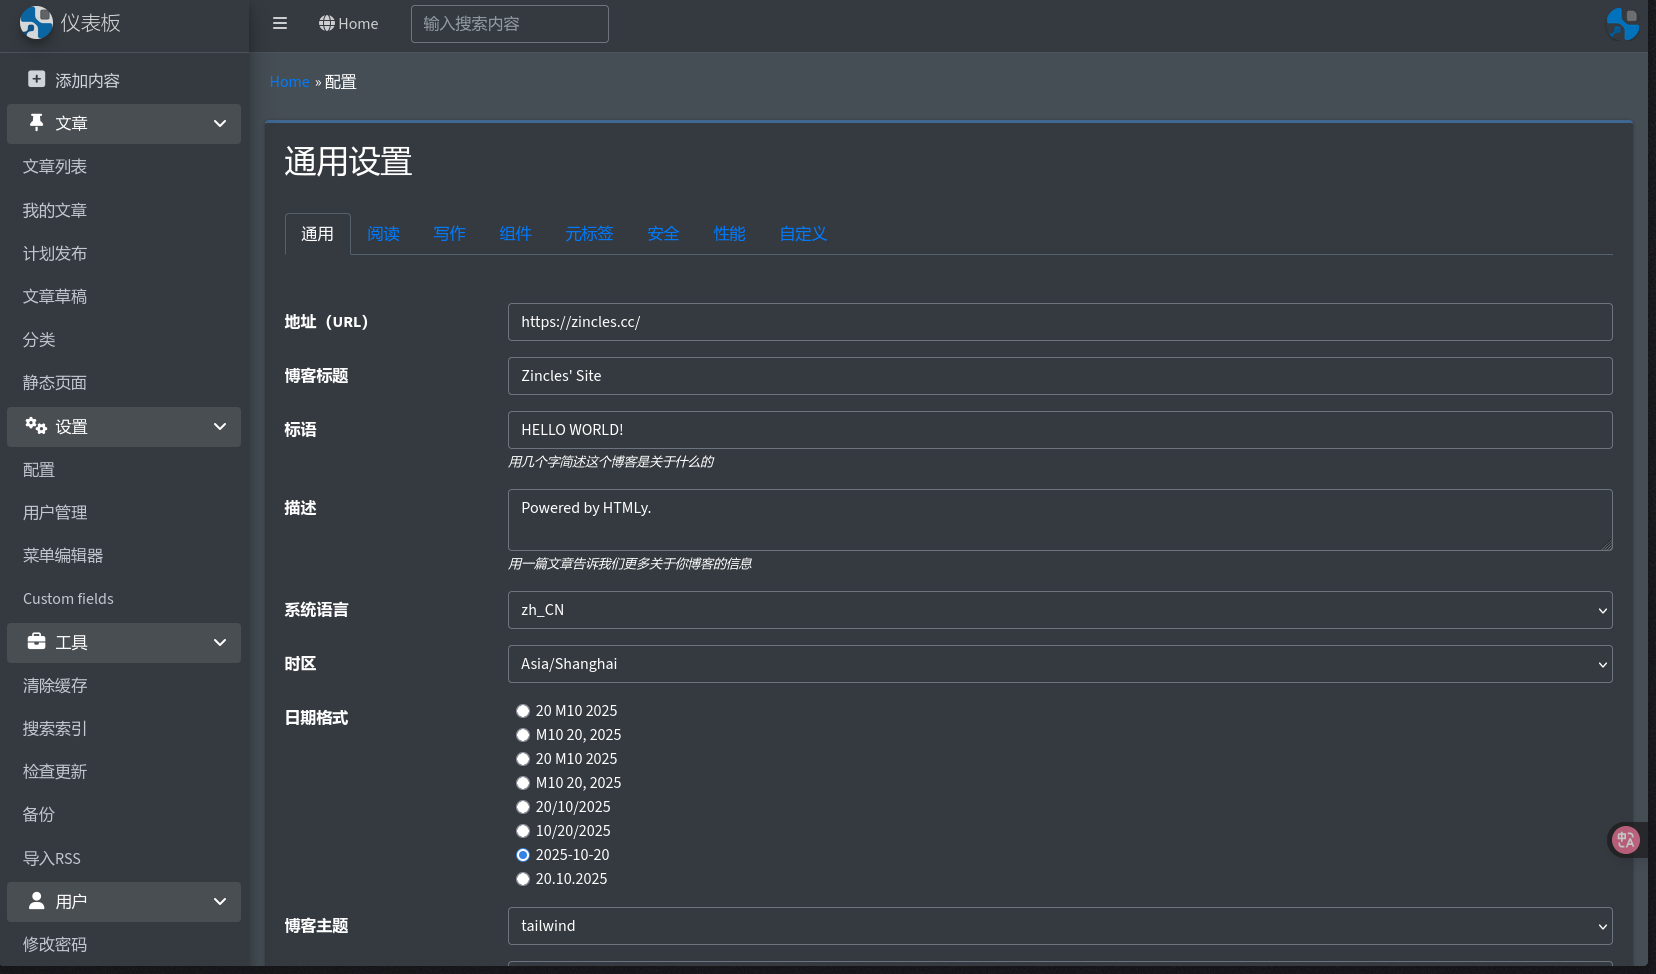 仪表板
Home
输入搜索内容
添加内容
文章
文章列表
我的文章
计划发布
文章草稿
分类
静态页面
设置
配置
用户管理
菜单编辑器
Custom fields
工具
清除缓存
搜索索引
检查更新
备份
导入RSS
用户
修改密码
Home » 配置
通用设置
通用 阅读 写作 组件 元标签 安全 性能 自定义
地址（URL） https://zincles.cc/
博客标题 Zincles' Site
标语 HELLO WORLD!
用几个字简述这个博客是关于什么的
描述 Powered by HTMLy.
用一篇文章告诉我们更多关于你博客的信息
系统语言 zh_CN
时区 Asia/Shanghai
日期格式 20 M10 2025
M10 20, 2025
20 M10 2025
M10 20, 2025
20/10/2025
10/20/2025
2025-10-20
20.10.2025
博客主题 tailwind
中A